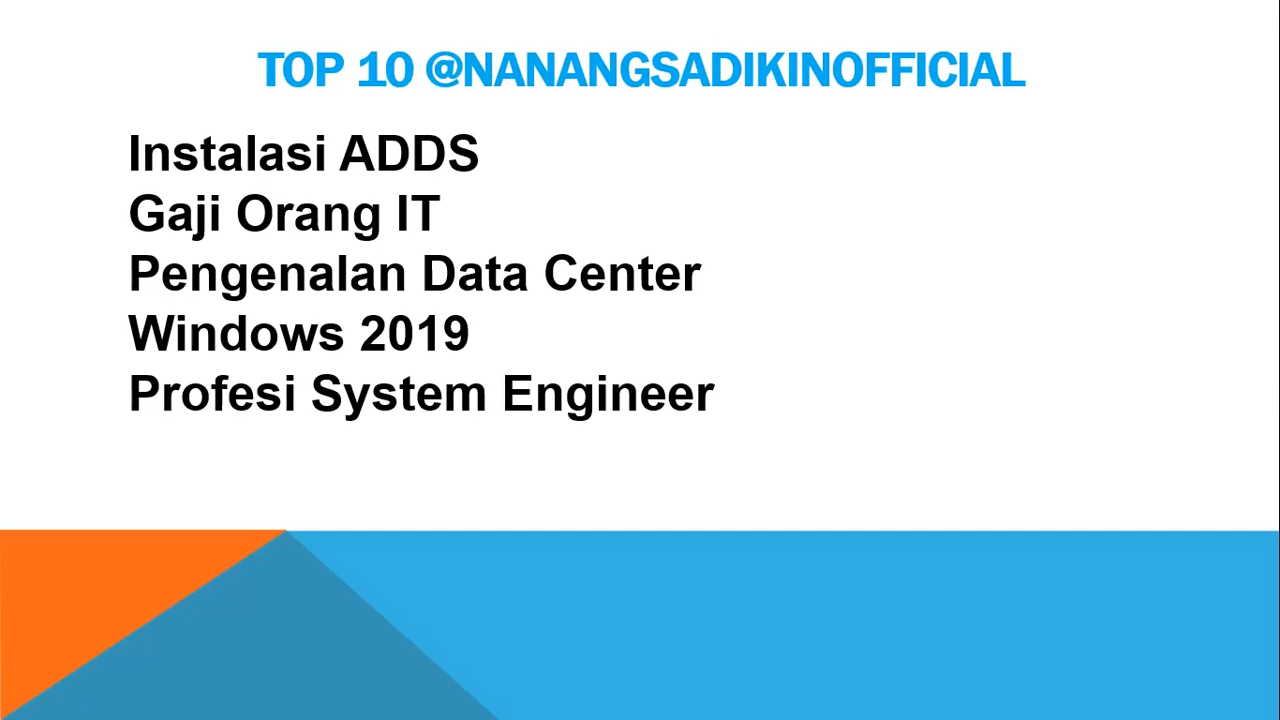 TOP 10 @NANANGSADIKINOFFICIAL
Instalasi ADDS
Gaji Orang IT
Pengenalan Data Center
Windows 2019
Profesi System Engineer